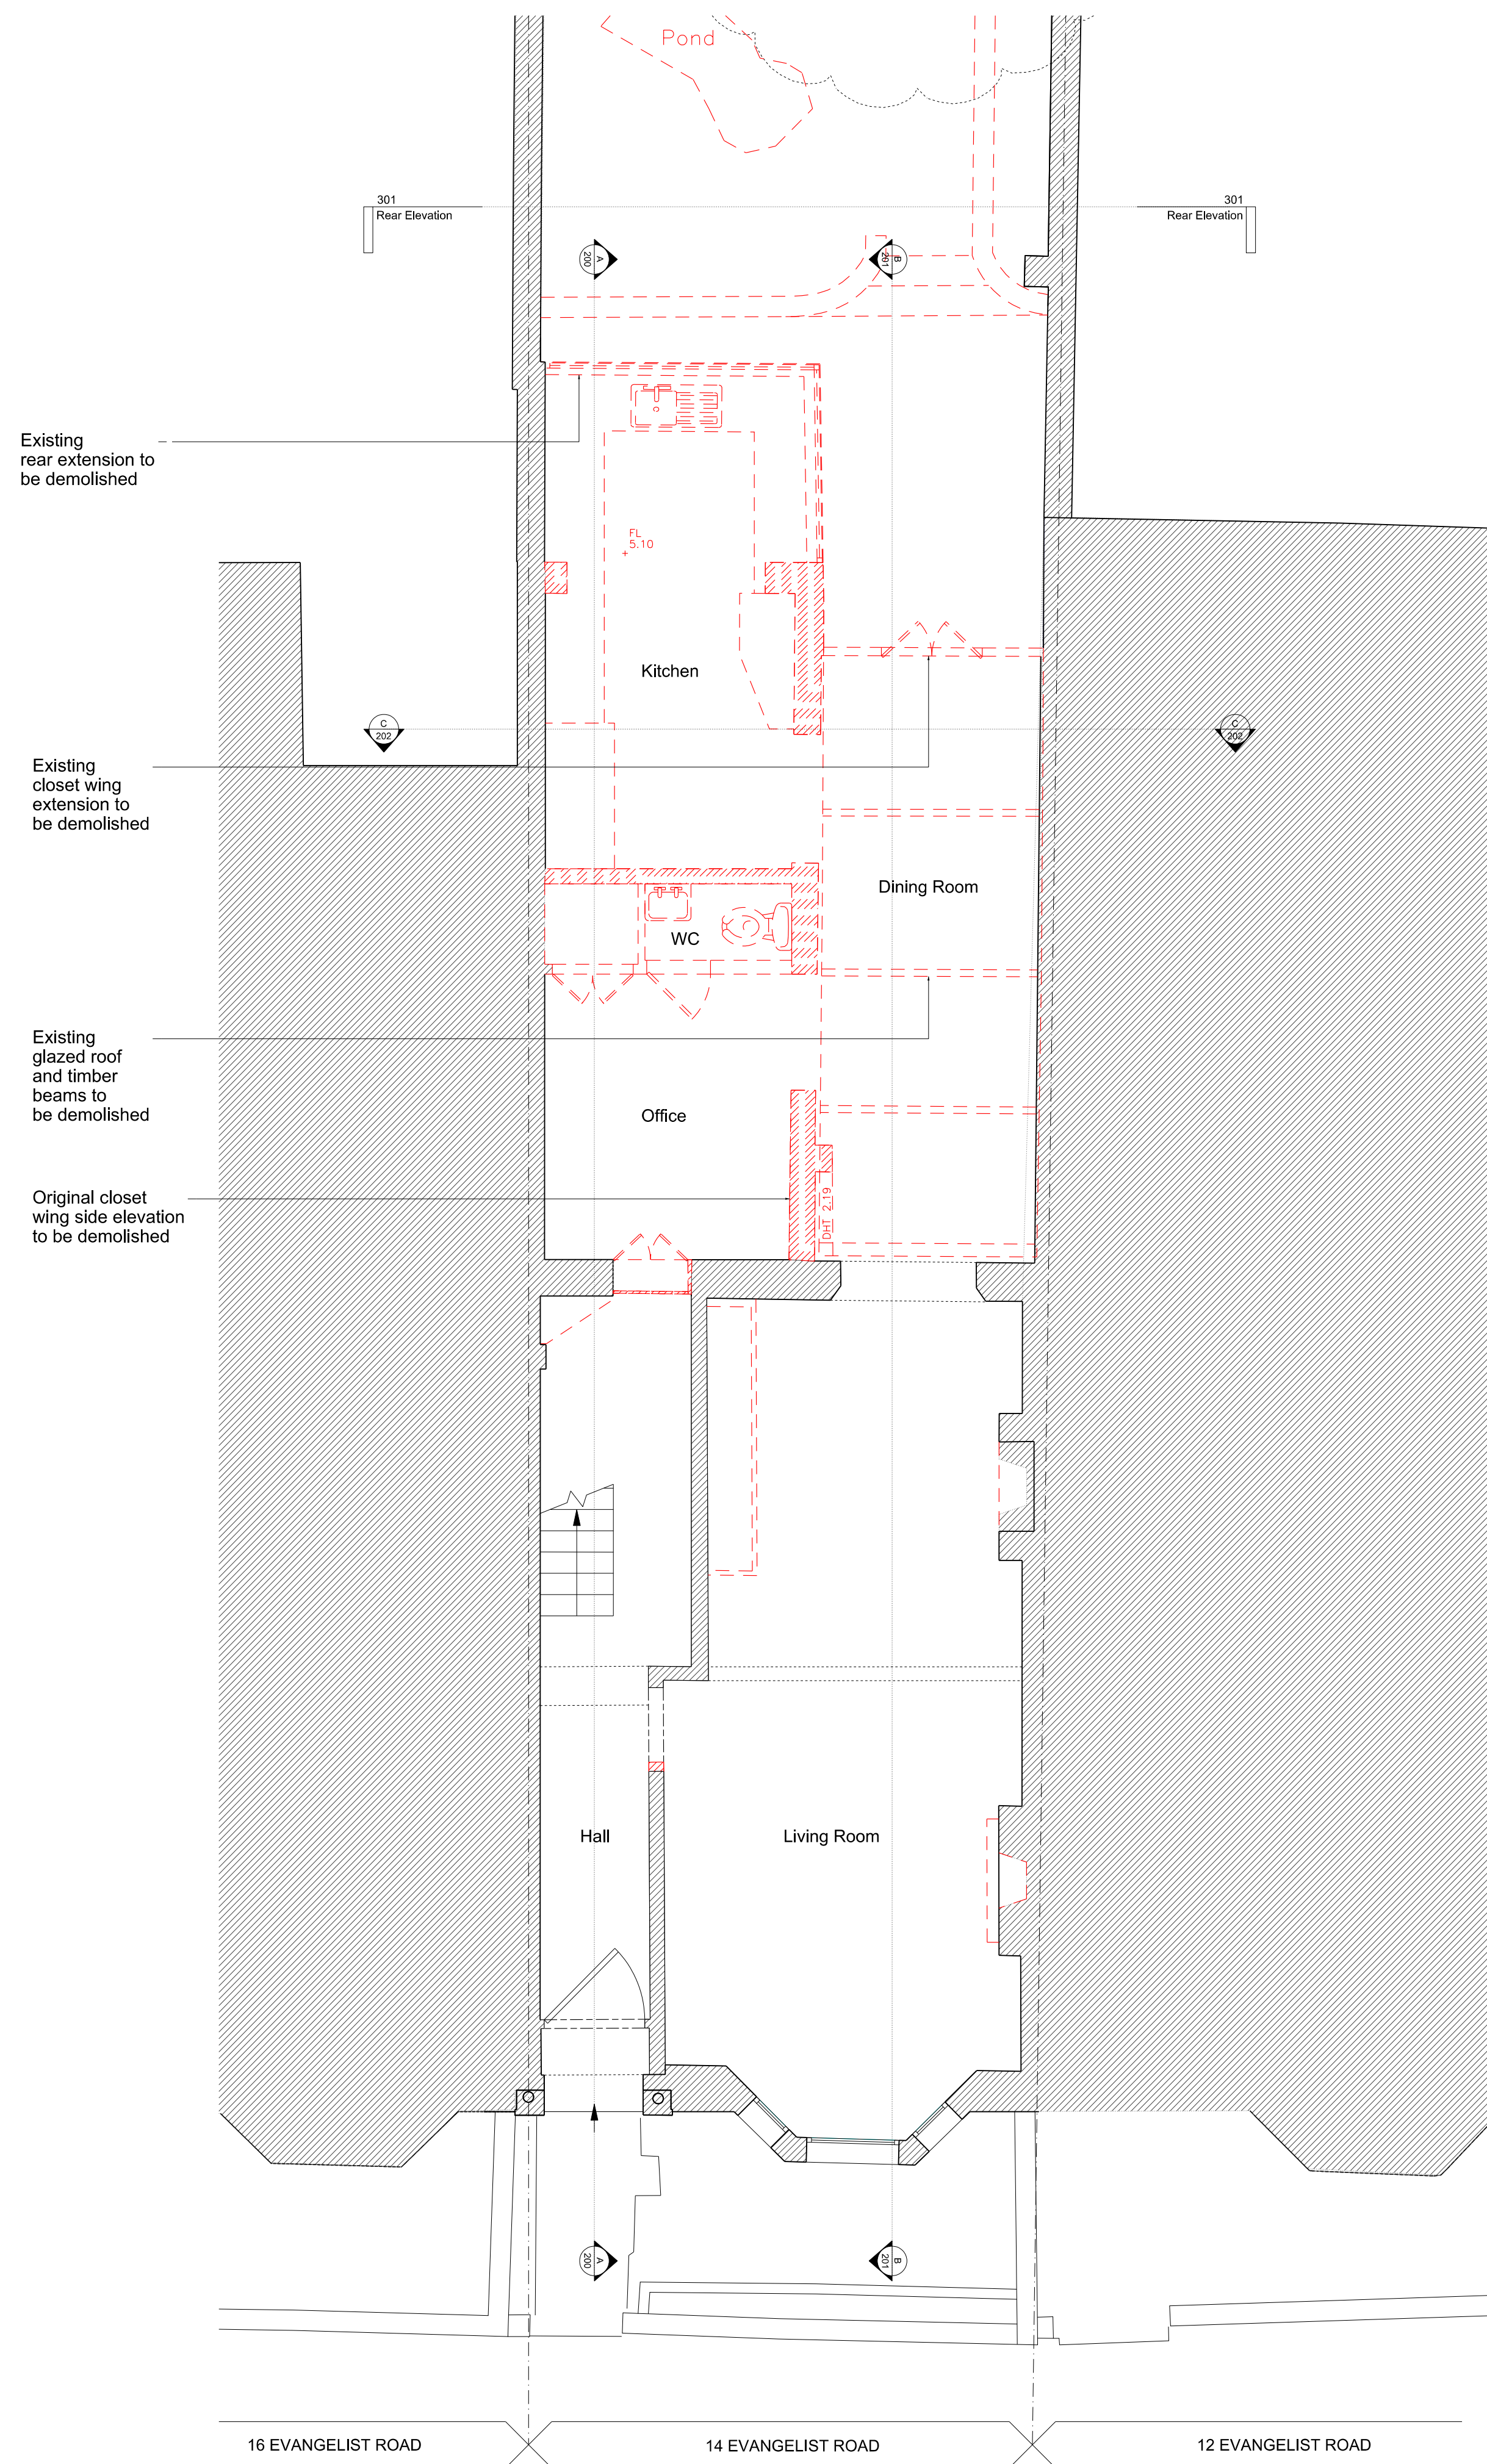 Pond
301
Rear Elevation
301
Rear Elevation
A
200
B
201
Existing
rear extension to
be demolished
FL
5.10
Kitchen
C
202
C
202
Existing
closet wing
extension to
be demolished
Dining Room
WC
Existing
glazed roof
and timber
beams to
be demolished
Office
Original closet
wing side elevation
to be demolished
DHT 2.19
Hall
Living Room
A
200
B
201
16 EVANGELIST ROAD
14 EVANGELIST ROAD
12 EVANGELIST ROAD